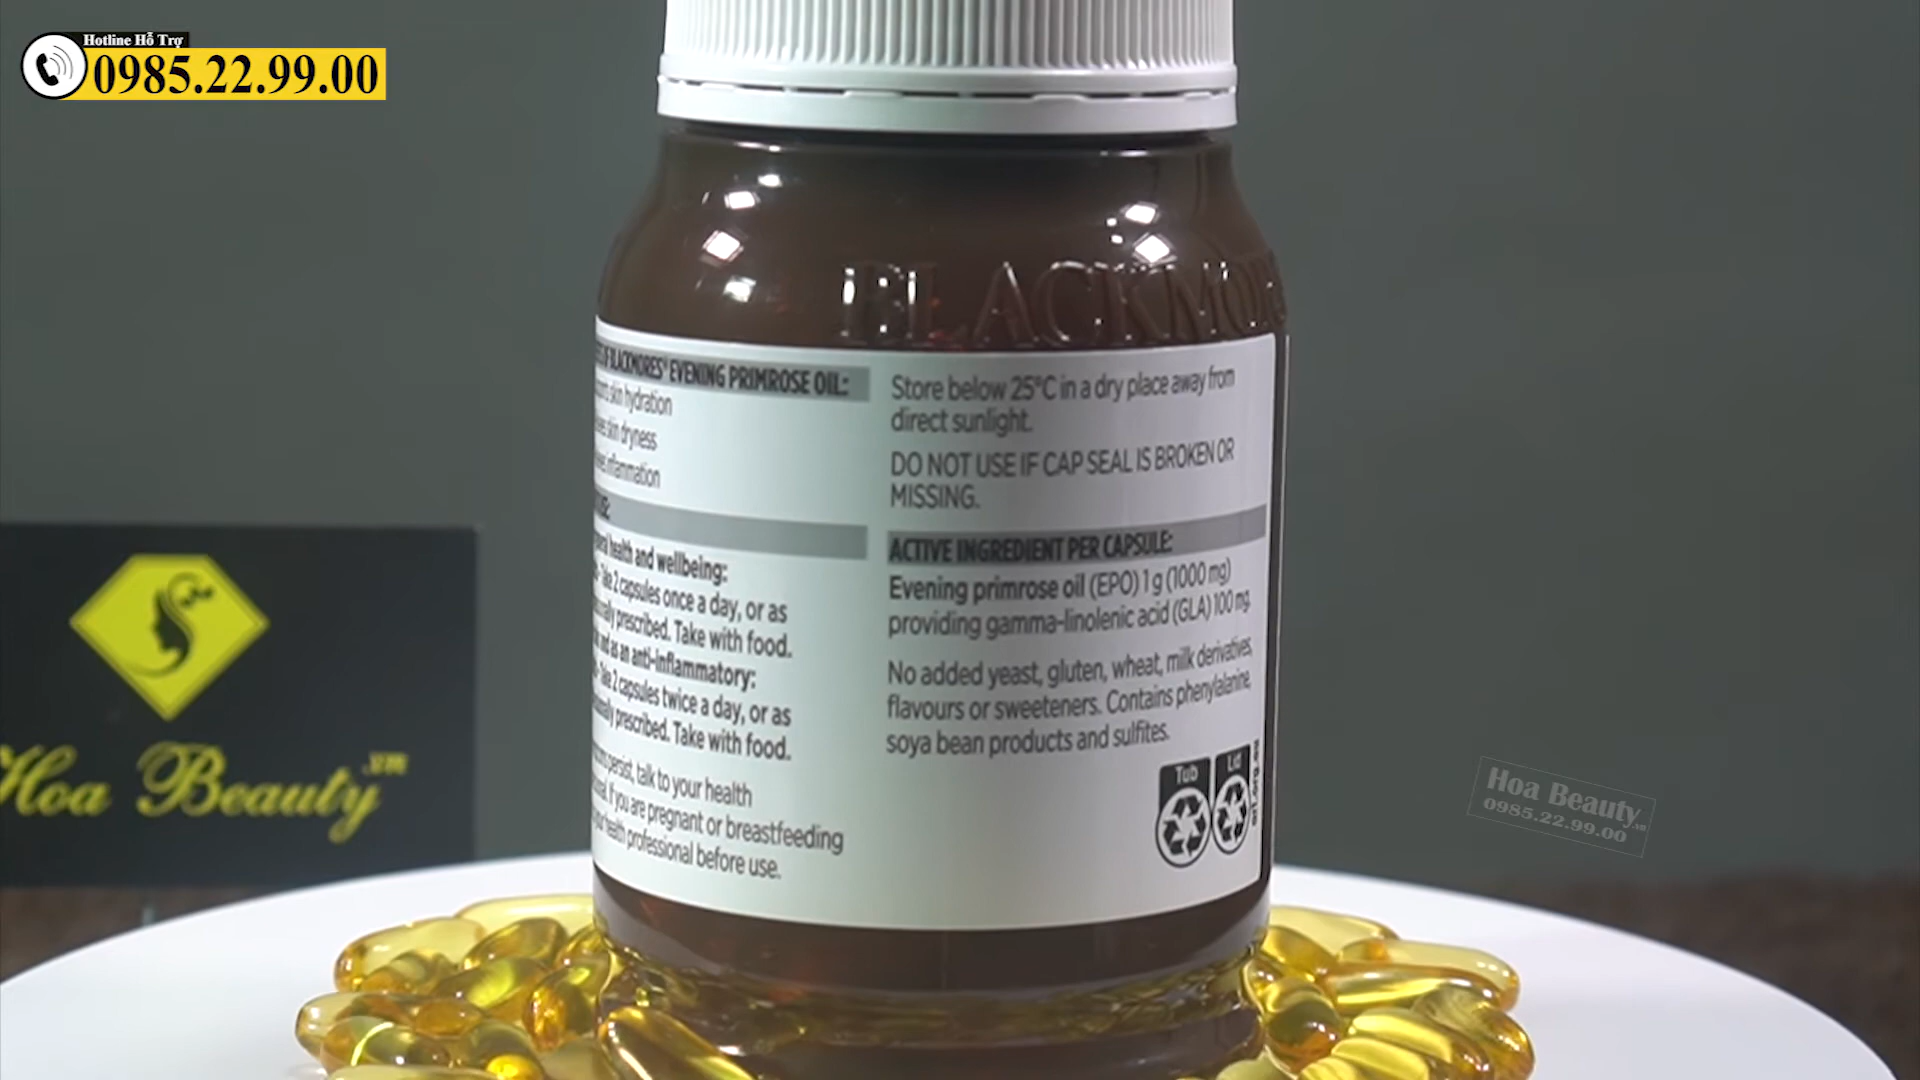 Hotline Hỗ Trợ
0985.22.99.00
BLACKMOR
OF BLACKMORES® EVENING PRIMROSE OIL:
skin hydration
skin dryness
inflammation
health and wellbeing:
Take 2 capsules once a day, or as
prescribed. Take with food.
and as an anti-inflammatory:
Take 2 capsules twice a day, or as
prescribed. Take with food.
persist, talk to your health
If you are pregnant or breastfeeding
health professional before use.
Store below 25°C in a dry place away from
direct sunlight.
DO NOT USE IF CAP SEAL IS BROKEN OR
MISSING.
ACTIVE INGREDIENT PER CAPSULE:
Evening primrose oil (EPO) 1 g (1000 mg)
providing gamma-linolenic acid (GLA) 100 mg.
No added yeast, gluten, wheat, milk derivatives,
flavours or sweeteners. Contains phenylalanine,
soya bean products and sulfites.
Tub
Lid
Hoa Beauty.vn
Hoa Beauty.vn
0985.22.99.00